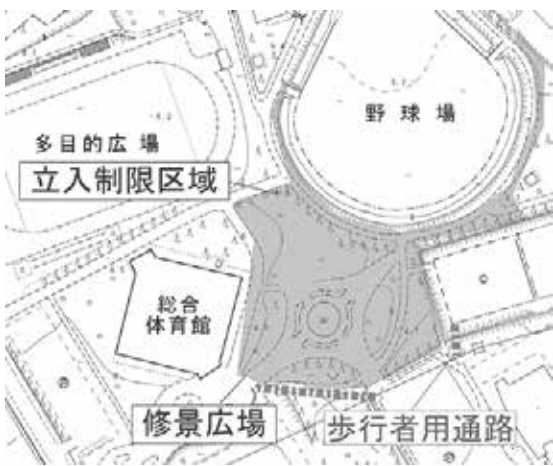 野球場
多目的広場
立入制限区域
総合
体育館
修景広場
歩行者用通路